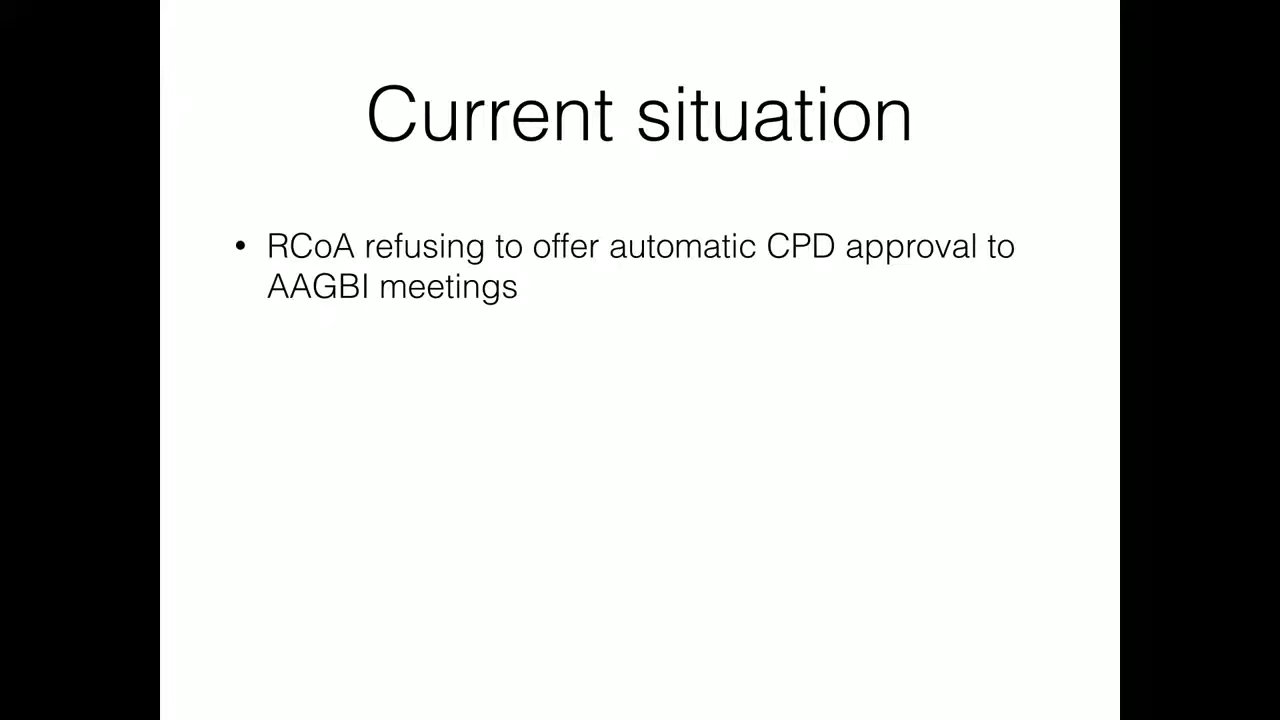 Current situation
• RCoA refusing to offer automatic CPD approval to
AAGBI meetings